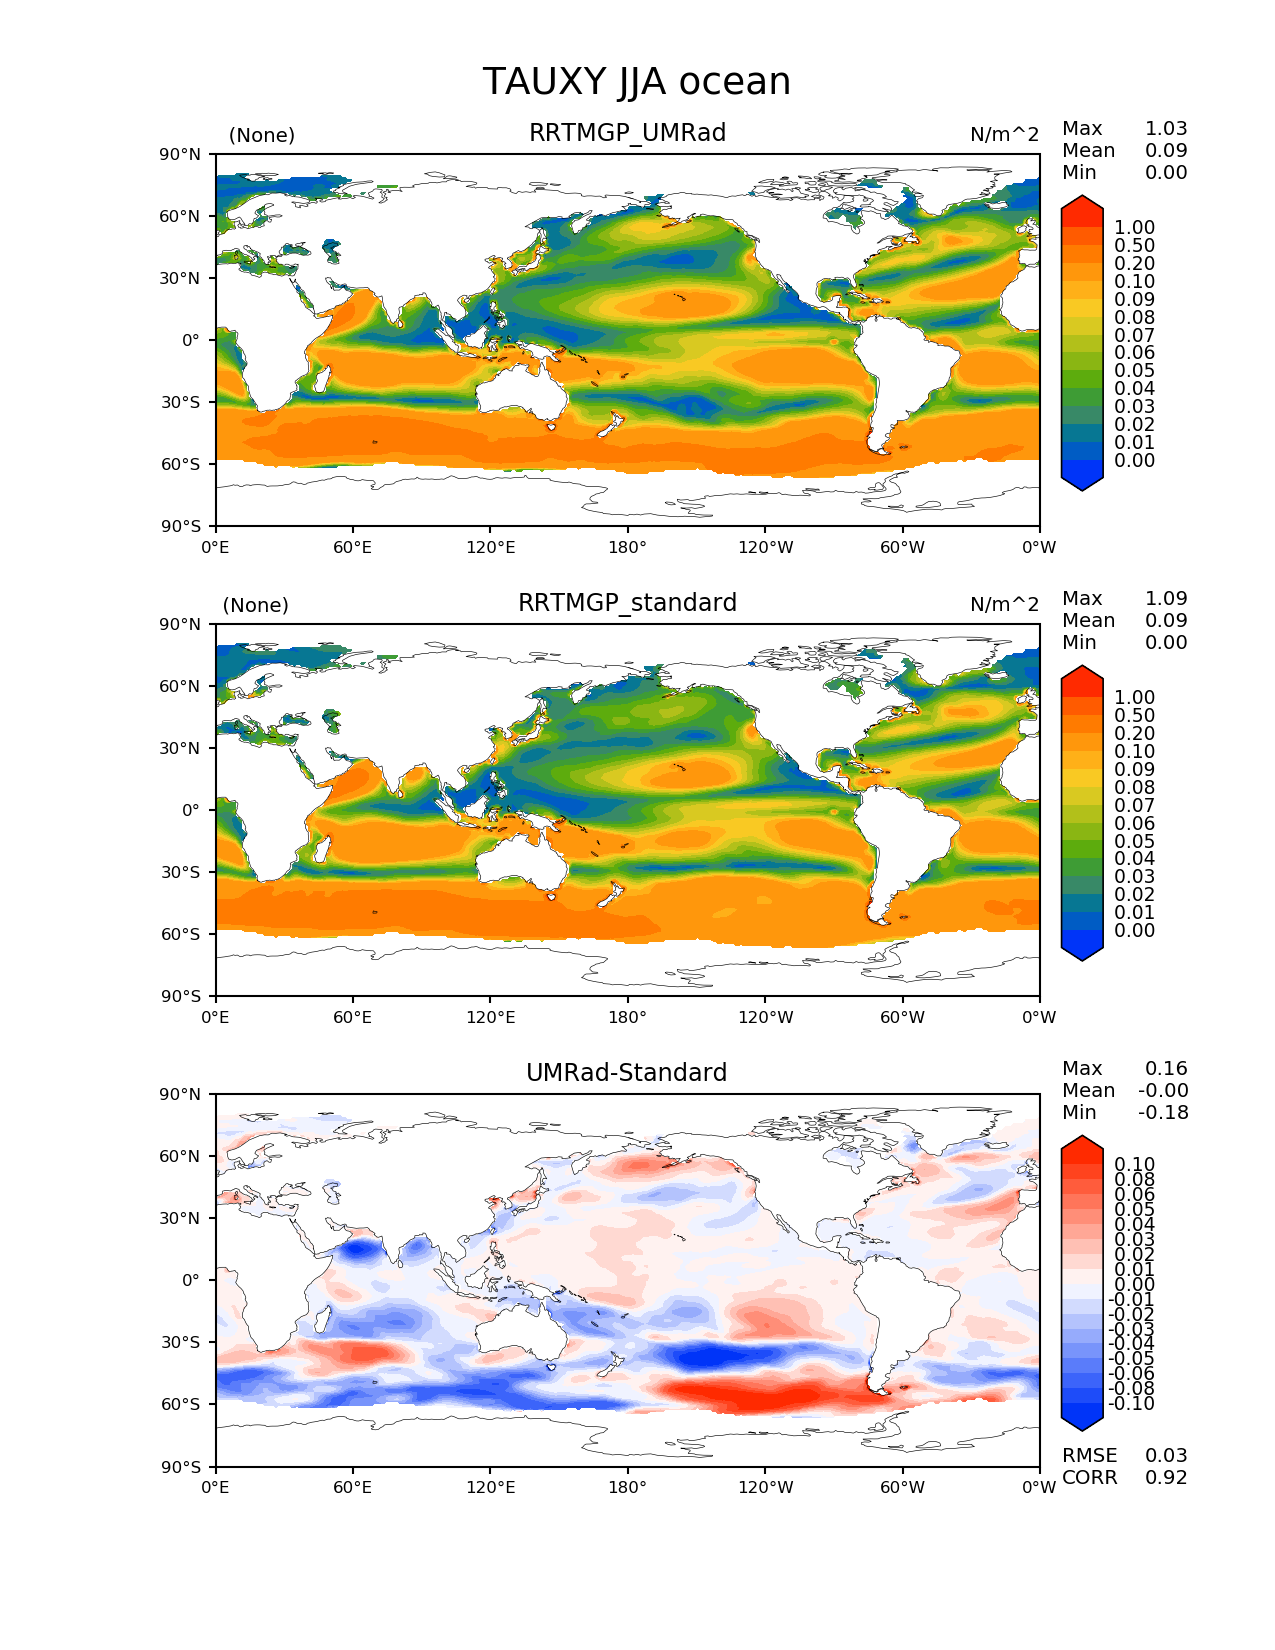 TAUXY JJA ocean
(None) RRTMGP_UMRad N/m^2
Max 1.03
Mean 0.09
Min 0.00
90°N
60°N
30°N
0°
30°S
60°S
90°S
0°E 60°E 120°E 180° 120°W 60°W 0°W
1.00
0.50
0.20
0.10
0.09
0.08
0.07
0.06
0.05
0.04
0.03
0.02
0.01
0.00
(None) RRTMGP_standard N/m^2
Max 1.09
Mean 0.09
Min 0.00
90°N
60°N
30°N
0°
30°S
60°S
90°S
0°E 60°E 120°E 180° 120°W 60°W 0°W
1.00
0.50
0.20
0.10
0.09
0.08
0.07
0.06
0.05
0.04
0.03
0.02
0.01
0.00
UMRad-Standard
Max 0.16
Mean -0.00
Min -0.18
90°N
60°N
30°N
0°
30°S
60°S
90°S
0°E 60°E 120°E 180° 120°W 60°W 0°W
0.10
0.08
0.06
0.05
0.04
0.03
0.02
0.01
0.00
-0.01
-0.02
-0.03
-0.04
-0.05
-0.06
-0.08
-0.10
RMSE 0.03
CORR 0.92